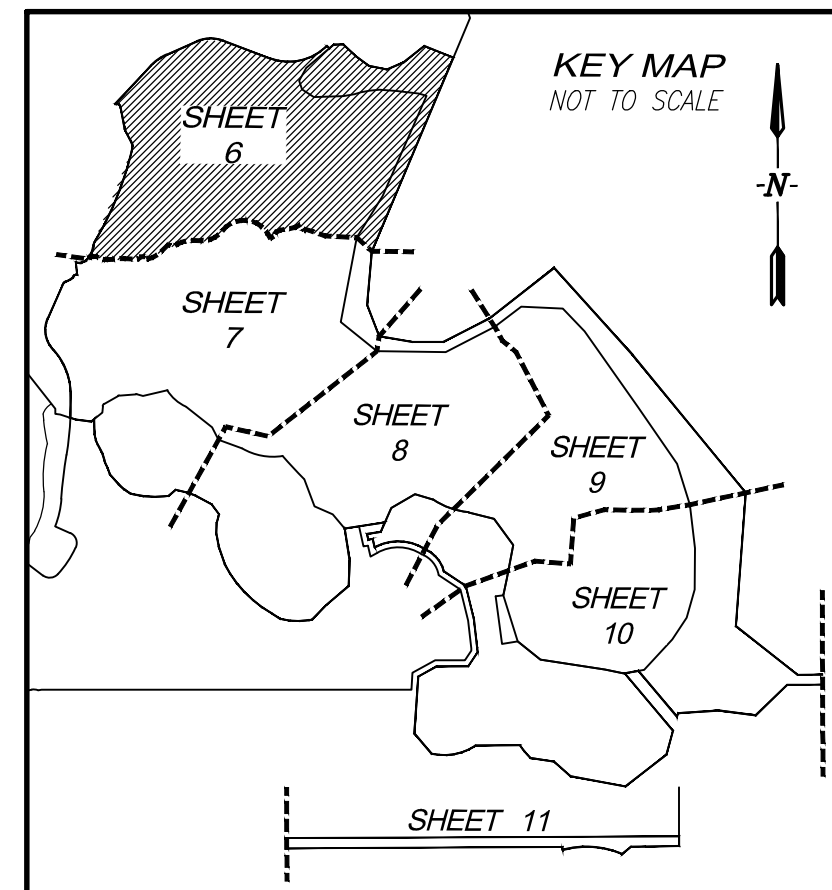 KEY MAP
NOT TO SCALE
-N-
SHEET
6
SHEET
7
SHEET
8
SHEET
9
SHEET
10
SHEET 11